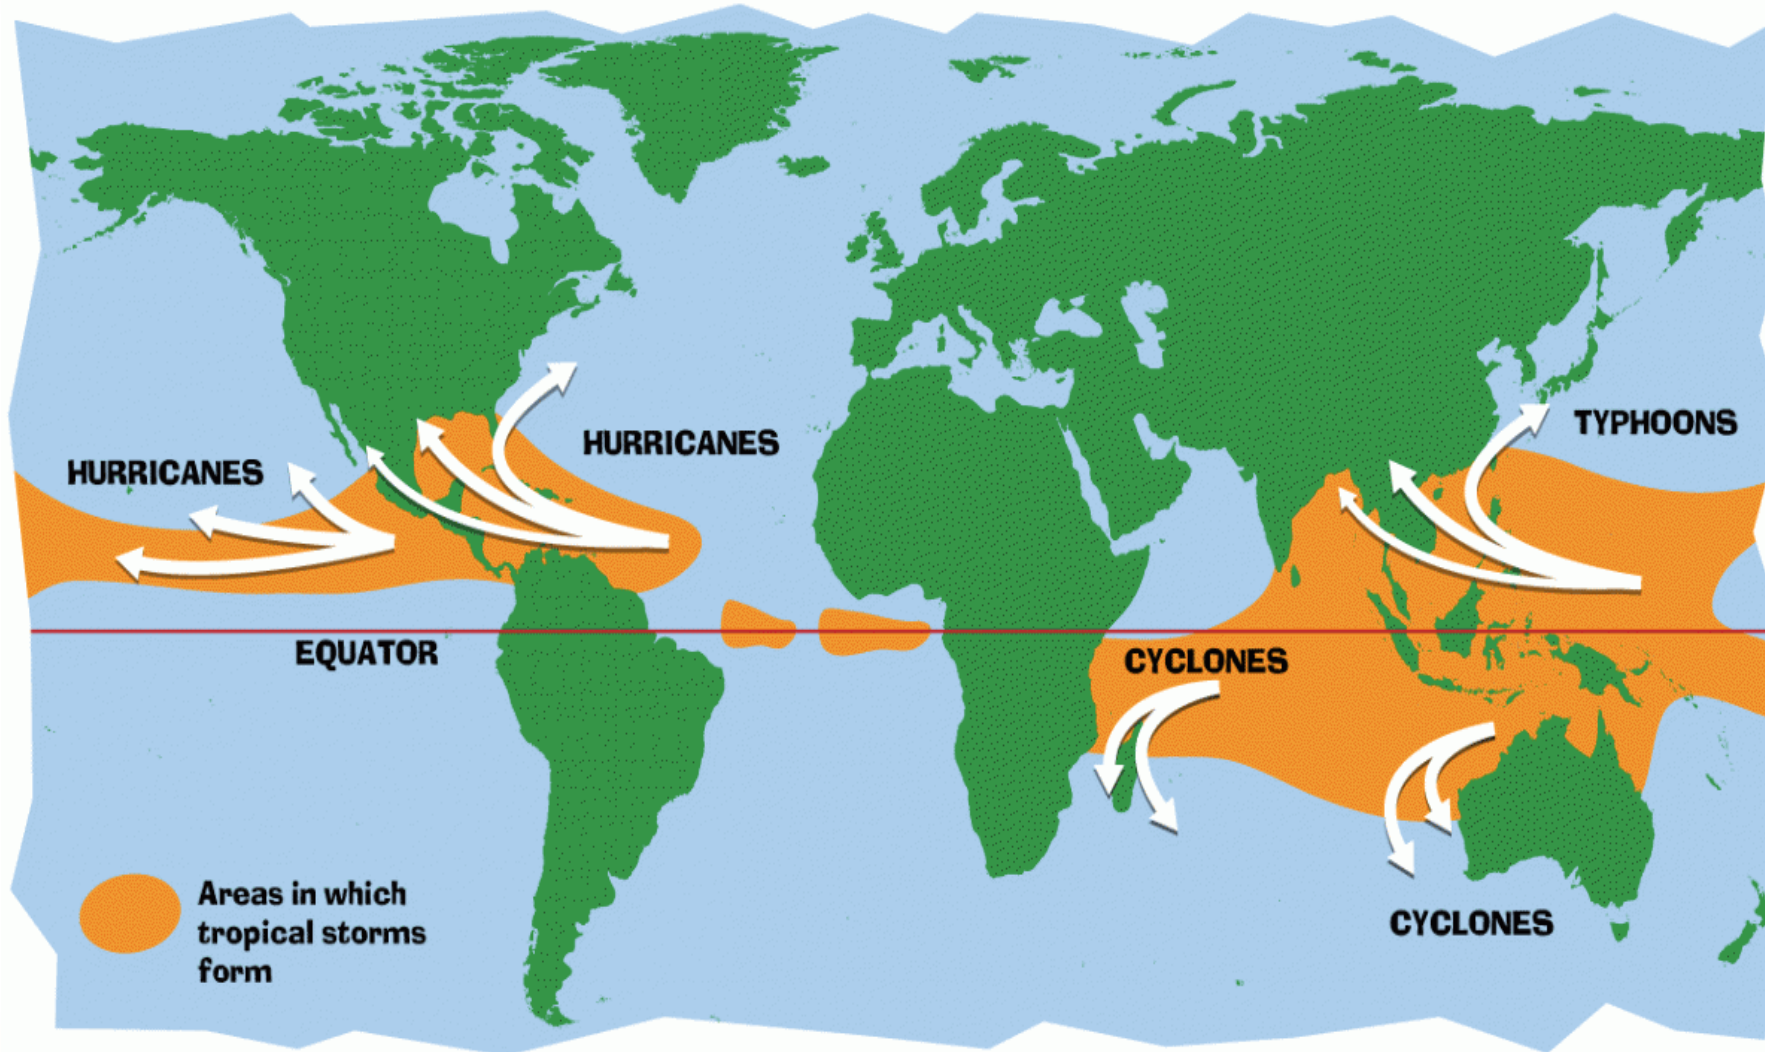 TYPHOONS
HURRICANES
HURRICANES
EQUATOR
CYCLONES
CYCLONES
Areas in which
tropical storms
form